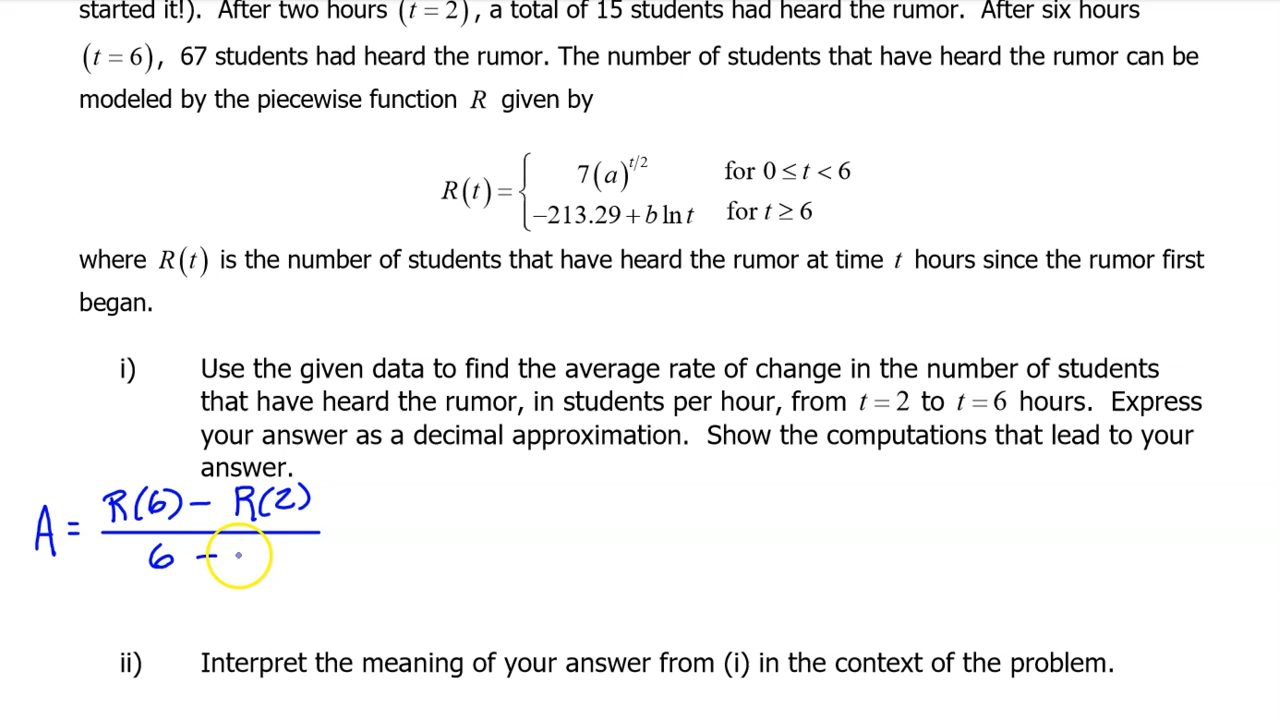 started it!). After two hours (t = 2), a total of 15 students had heard the rumor. After six hours
(t = 6), 67 students had heard the rumor. The number of students that have heard the rumor can be
modeled by the piecewise function R given by
R(t) = { 7(a)^{t/2} for 0 ≤ t < 6
−213.29 + b ln t for t ≥ 6
where R(t) is the number of students that have heard the rumor at time t hours since the rumor first
began.
i) Use the given data to find the average rate of change in the number of students
that have heard the rumor, in students per hour, from t = 2 to t = 6 hours. Express
your answer as a decimal approximation. Show the computations that lead to your
answer.
R(6) − R(2)
A =
6 −
ii) Interpret the meaning of your answer from (i) in the context of the problem.